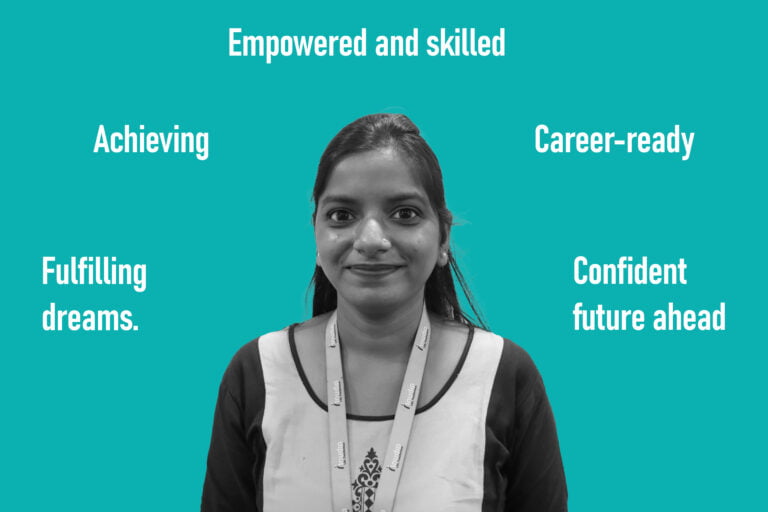 Empowered and skilled
Achieving
Career-ready
Fulfilling
dreams.
Confident
future ahead